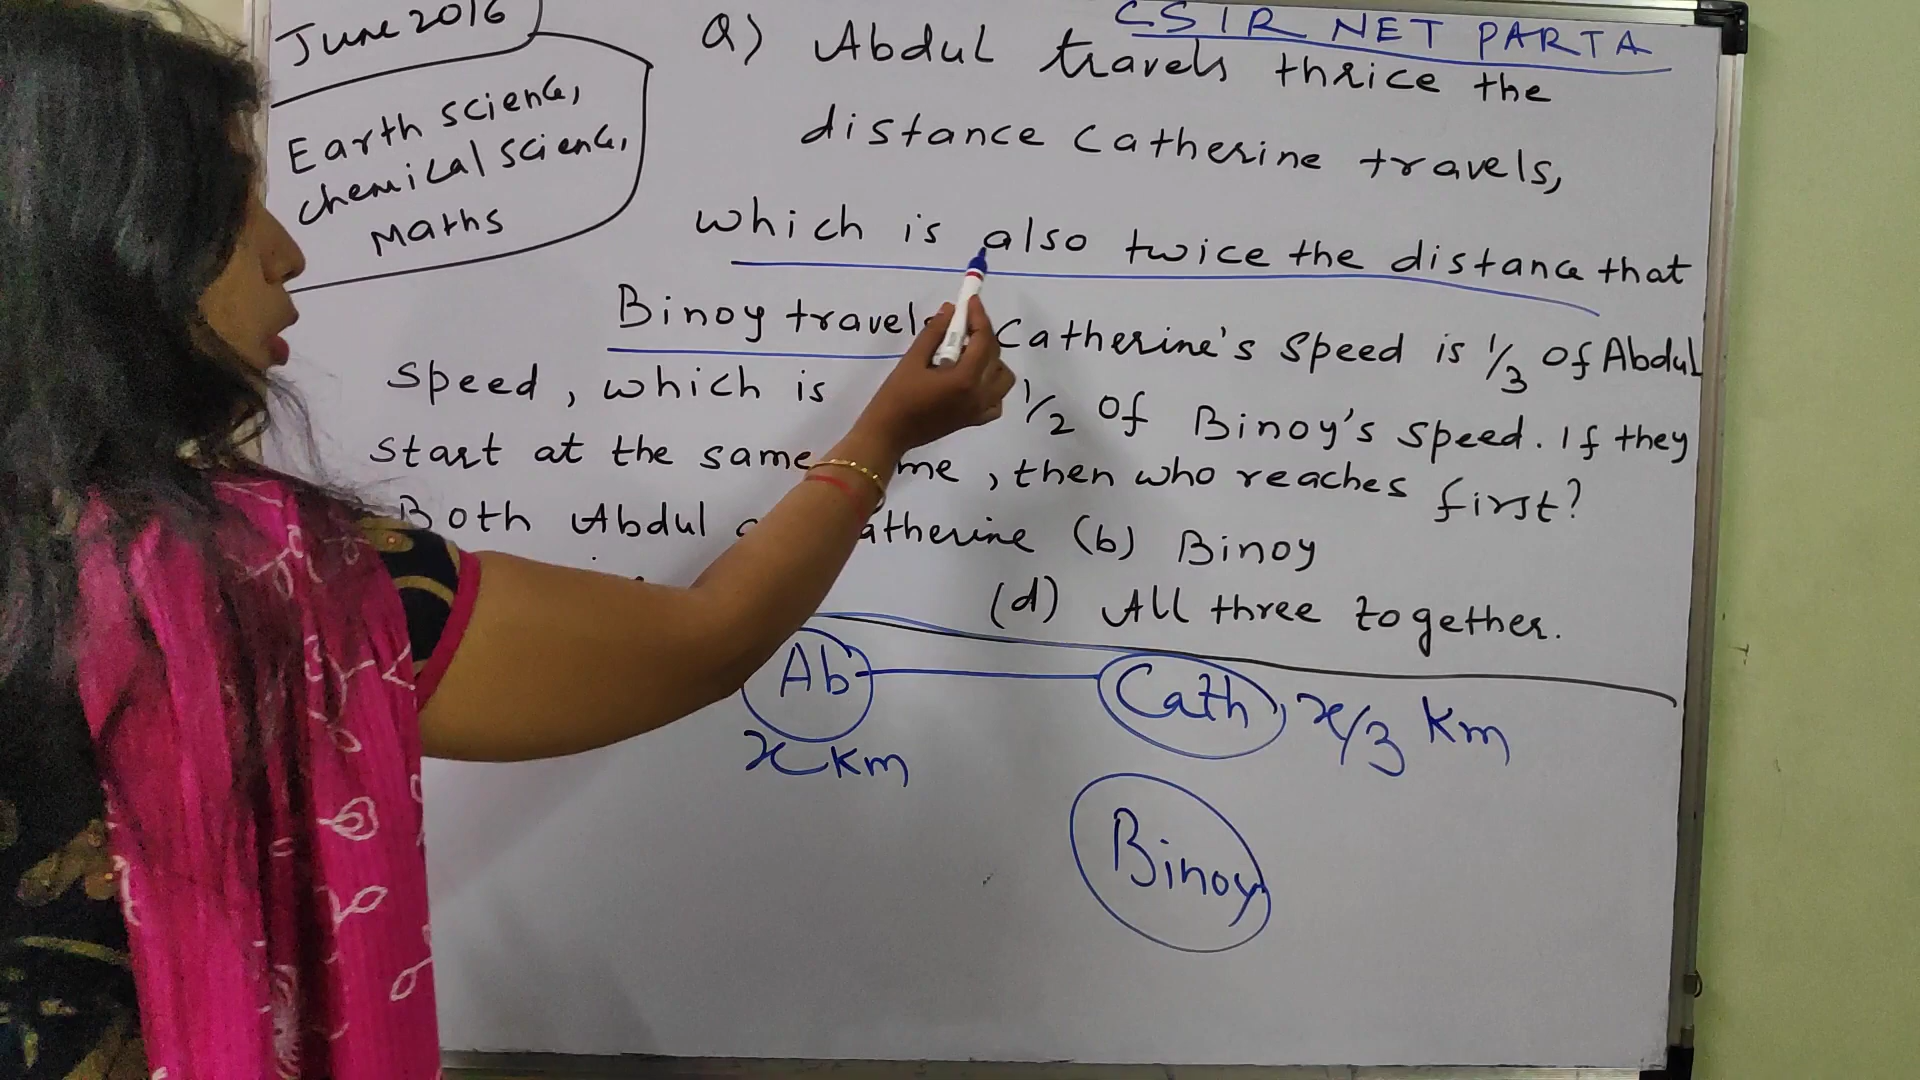 June 2016
Earth science,
chemical science,
Maths
CSIR NET PART A
Q) Abdul travels thrice the
distance Catherine travels,
which is also twice the distance that
Binoy travels. Catherine's speed is 1/3 of Abdul
speed, which is 1/2 of Binoy's speed. If they
start at the same me, then who reaches first?
Both Abdul atherine (b) Binoy
(d) All three together.
Ab Cath x/3 Km
x Km
Binoy